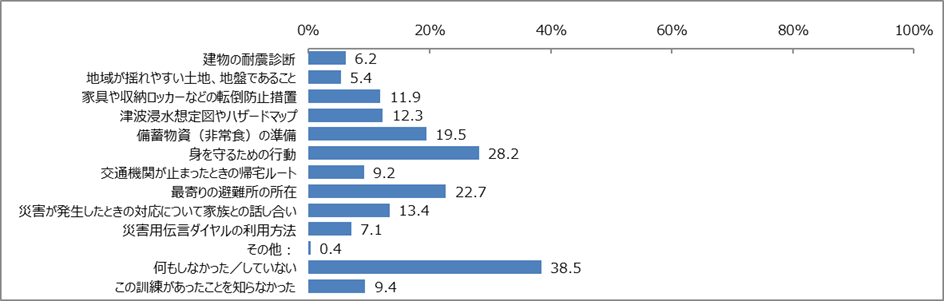 0% 20% 40% 60% 80% 100%
建物の耐震診断 6.2
地域が揺れやすい土地、地盤であること 5.4
家具や収納ロッカーなどの転倒防止措置 11.9
津波浸水想定図やハザードマップ 12.3
備蓄物資（非常食）の準備 19.5
身を守るための行動 28.2
交通機関が止まったときの帰宅ルート 9.2
最寄りの避難所の所在 22.7
災害が発生したときの対応について家族との話し合い 13.4
災害用伝言ダイヤルの利用方法 7.1
その他： 0.4
何もしなかった／していない 38.5
この訓練があったことを知らなかった 9.4